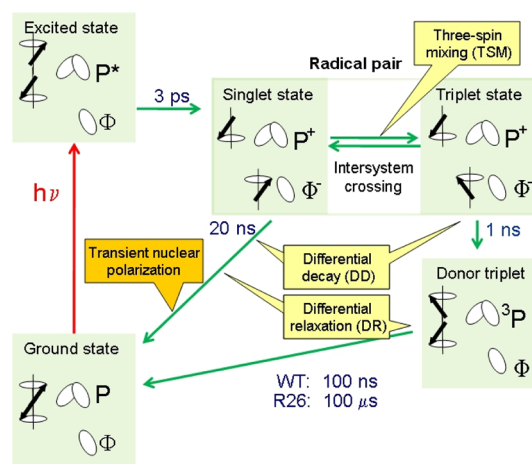 Excited state
P*
Φ
3 ps
Radical pair
Three-spin
mixing (TSM)
Singlet state
P⁺
Φ⁻
Intersystem
crossing
Triplet state
P⁺
Φ⁻
hν
20 ns
1 ns
Transient nuclear
polarization
Differential
decay (DD)
Differential
relaxation (DR)
Donor triplet
³P
Φ
Ground state
P
Φ
WT: 100 ns
R26: 100 μs